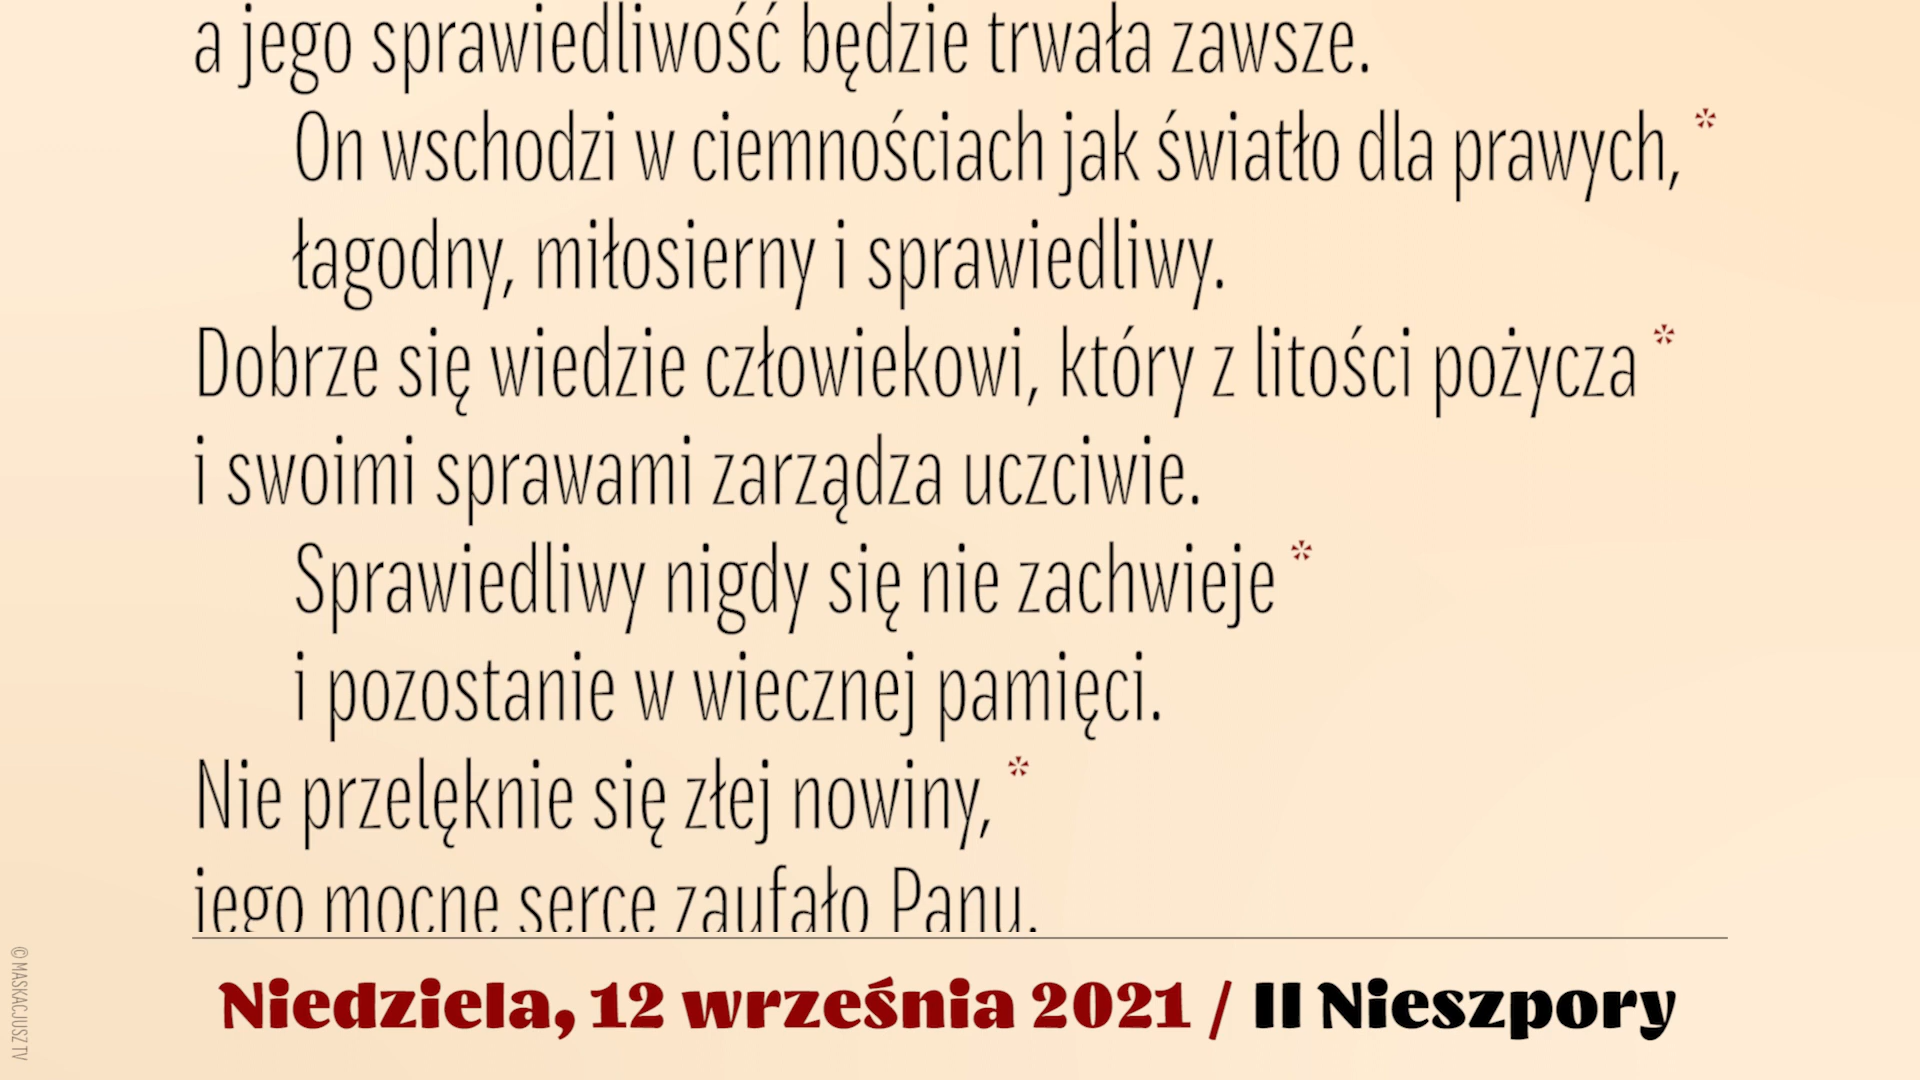 a jego sprawiedliwość będzie trwała zawsze.
On wschodzi w ciemnościach jak światło dla prawych, *
łagodny, miłosierny i sprawiedliwy.
Dobrze się wiedzie człowiekowi, który z litości pożycza *
i swoimi sprawami zarządza uczciwie.
Sprawiedliwy nigdy się nie zachwieje *
i pozostanie w wiecznej pamięci.
Nie przelęknie się złej nowiny, *
jego mocne serce zaufało Panu.
Niedziela, 12 września 2021 / II Nieszpory
© MASKACJUSZ TV